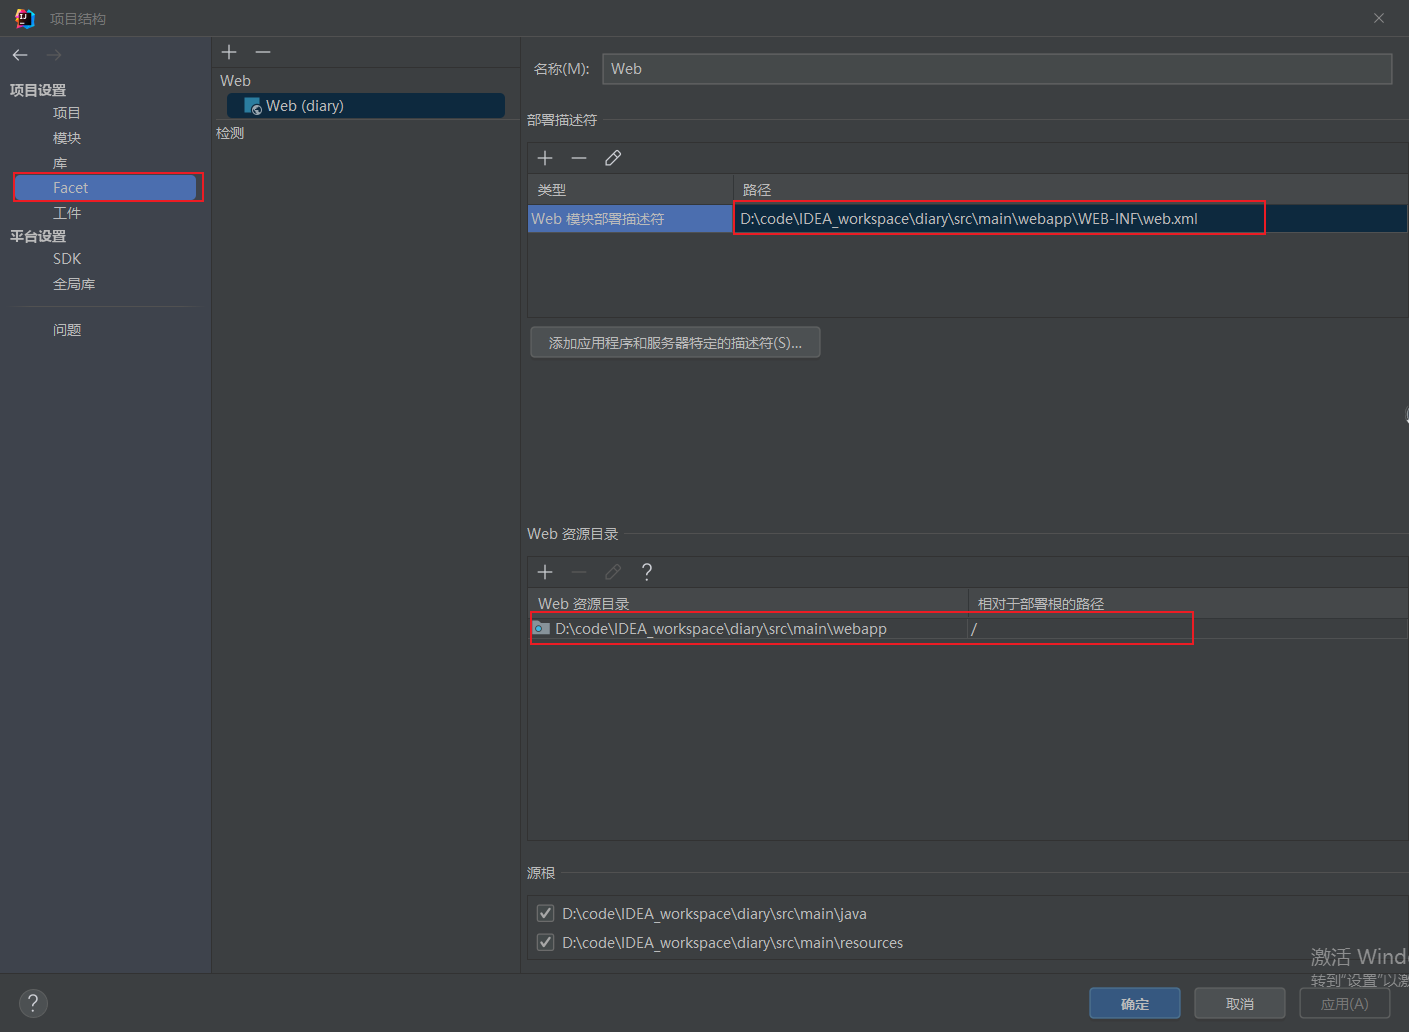 项目结构
项目设置
项目
模块
库
Facet
工件
平台设置
SDK
全局库
问题
Web
Web (diary)
检测
名称(M):
Web
部署描述符
类型
路径
Web 模块部署描述符
D:\code\IDEA_workspace\diary\src\main\webapp\WEB-INF\web.xml
添加应用程序和服务器特定的描述符(S)...
Web 资源目录
Web 资源目录
相对于部署根的路径
D:\code\IDEA_workspace\diary\src\main\webapp
/
源根
D:\code\IDEA_workspace\diary\src\main\java
D:\code\IDEA_workspace\diary\src\main\resources
激活 Windo
转到"设置"以激
确定
取消
应用(A)